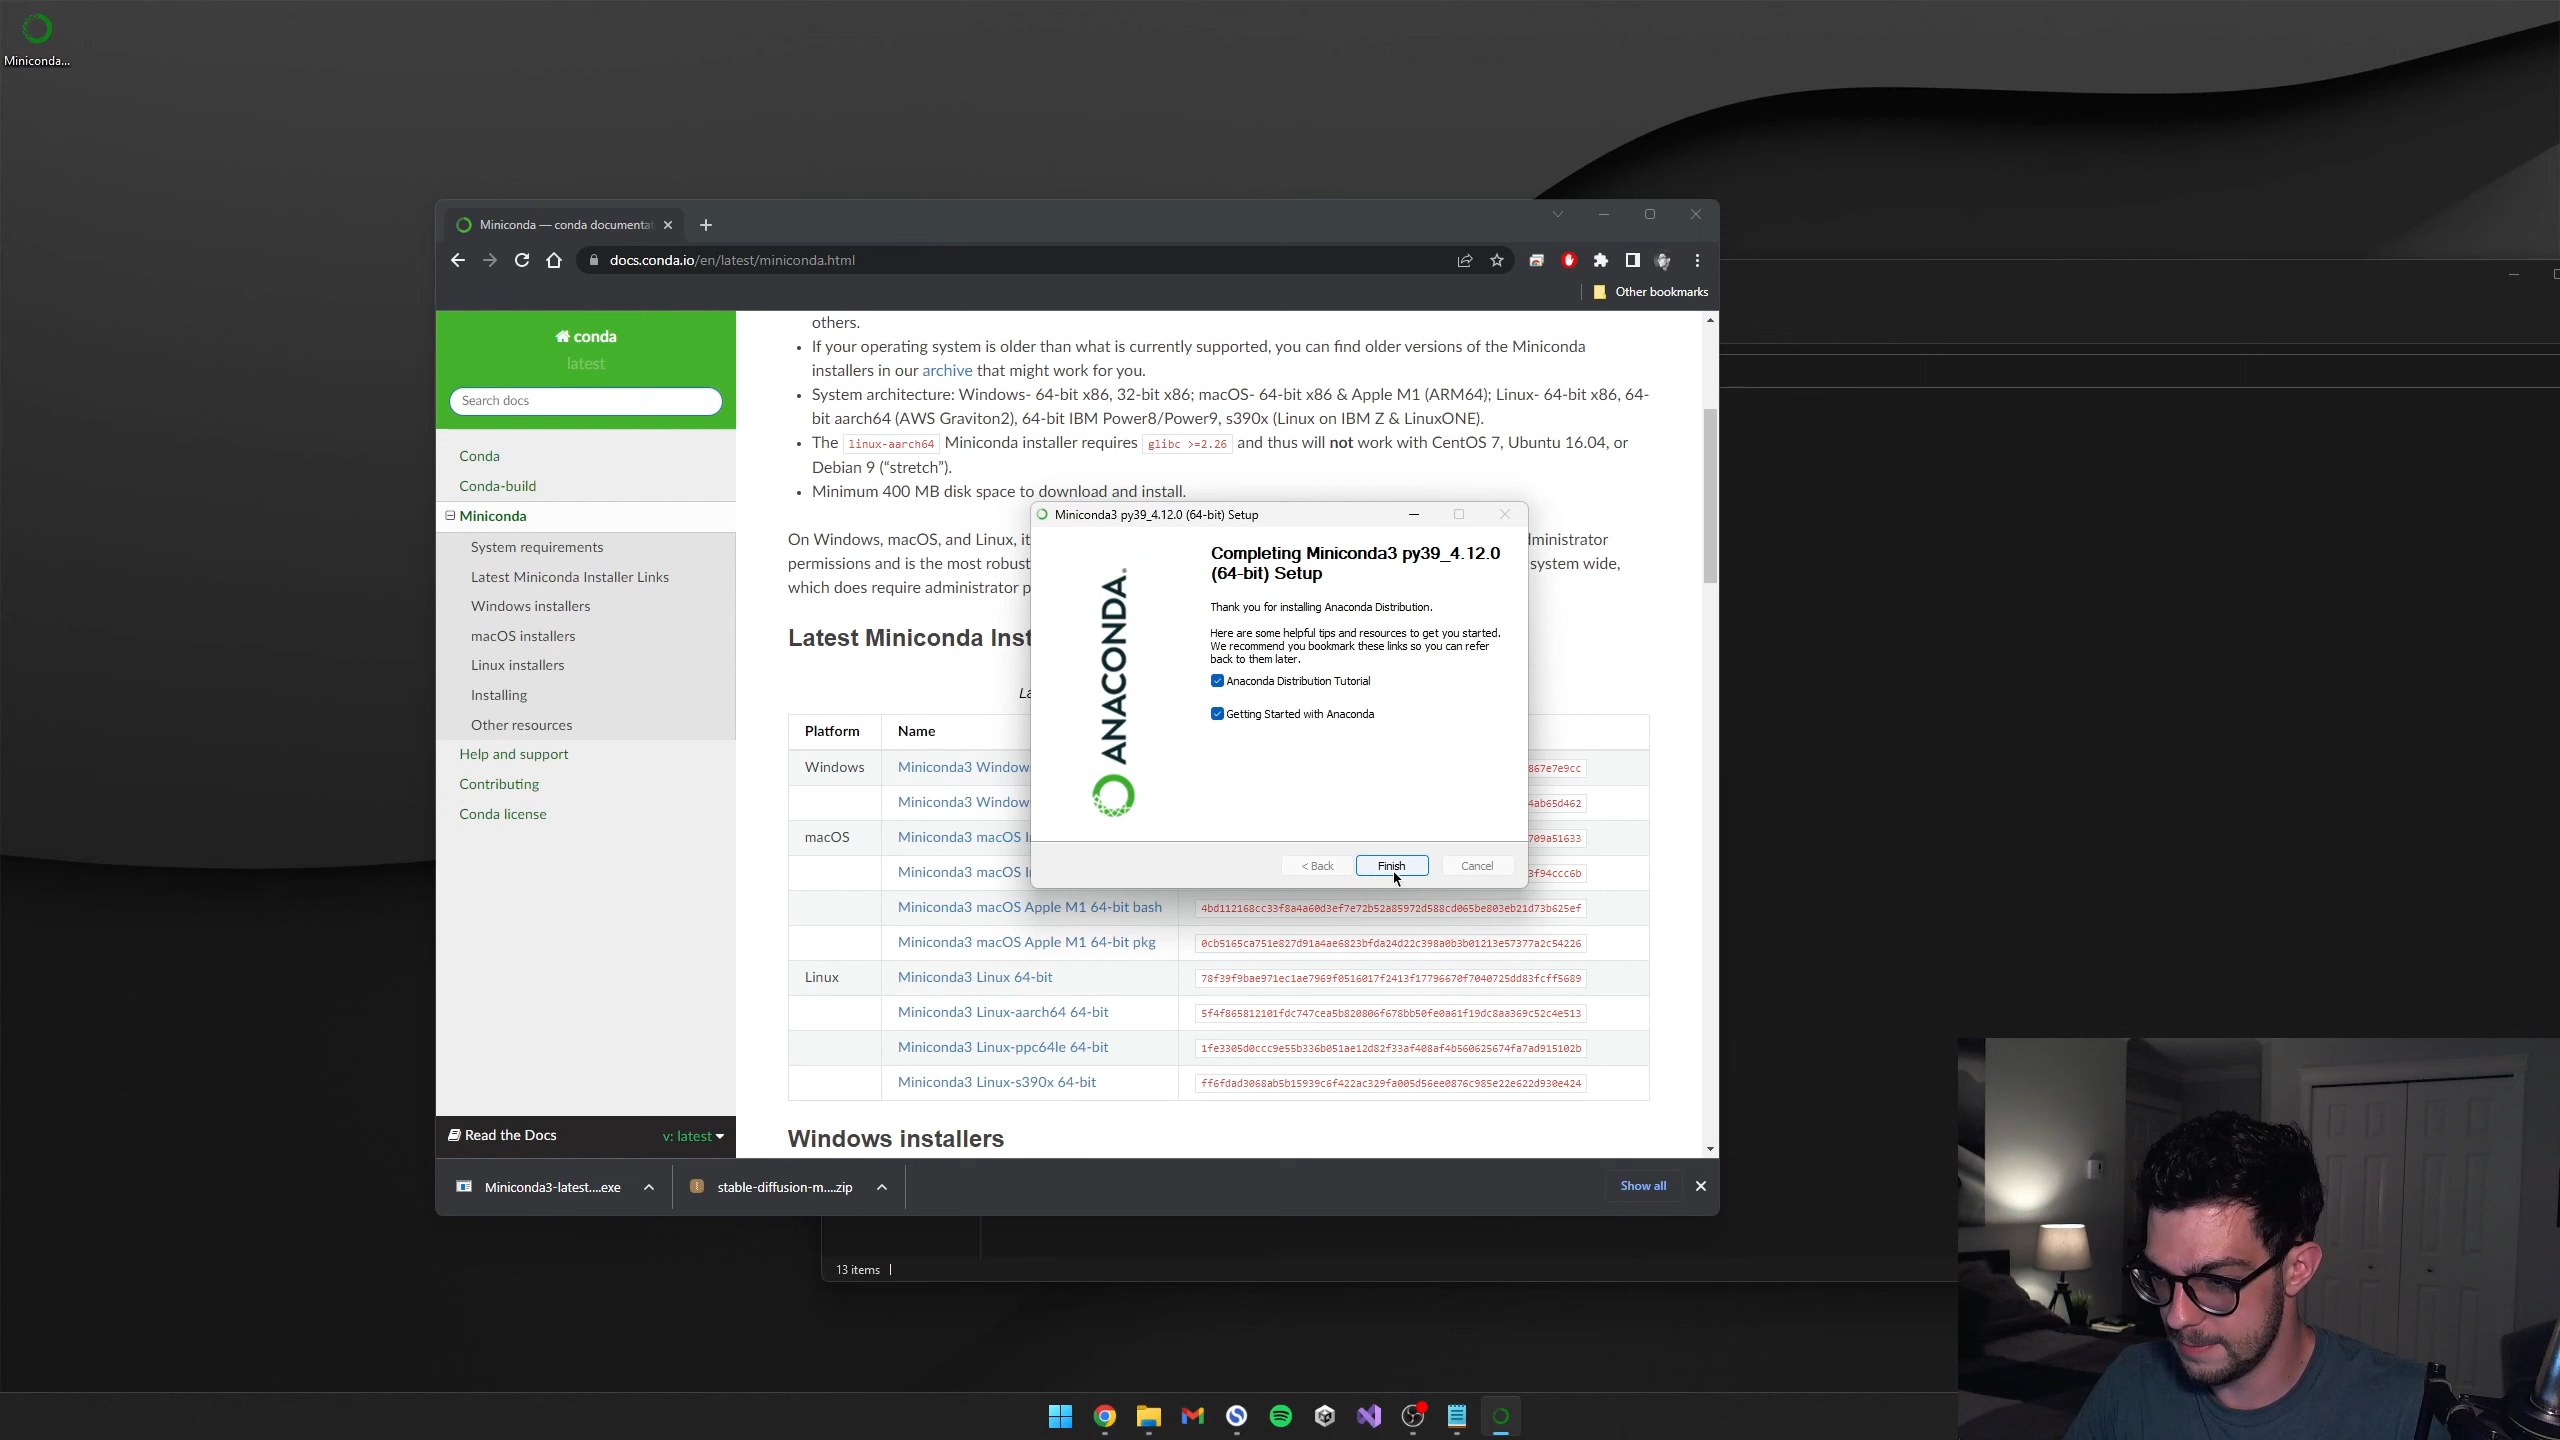 Miniconda...
Miniconda — conda documentat
docs.conda.io/en/latest/miniconda.html
Other bookmarks
conda
latest
Search docs
Conda
Conda-build
Miniconda
System requirements
Latest Miniconda Installer Links
Windows installers
macOS installers
Linux installers
Installing
Other resources
Help and support
Contributing
Conda license
Read the Docs
v: latest
others.
• If your operating system is older than what is currently supported, you can find older versions of the Miniconda
installers in our archive that might work for you.
• System architecture: Windows- 64-bit x86, 32-bit x86; macOS- 64-bit x86 & Apple M1 (ARM64); Linux- 64-bit x86, 64-
bit aarch64 (AWS Graviton2), 64-bit IBM Power8/Power9, s390x (Linux on IBM Z & LinuxONE).
• The linux-aarch64 Miniconda installer requires glibc >=2.26 and thus will not work with CentOS 7, Ubuntu 16.04, or
Debian 9 (“stretch”).
• Minimum 400 MB disk space to download and install.
On Windows, macOS, and Linux, it
dministrator
permissions and is the most robust
system wide,
which does require administrator p
Latest Miniconda Inst
La
Platform Name
Windows Miniconda3 Window 867e7e9cc
Miniconda3 Window 4ab65d462
macOS Miniconda3 macOS I 709a51633
Miniconda3 macOS I 3f94ccc6b
Miniconda3 macOS Apple M1 64-bit bash 4bd112168cc33f8a4a60d3ef7e72b52a85972d588cd065be803eb21d73b625ef
Miniconda3 macOS Apple M1 64-bit pkg 0cb5165ca751e827d91a4ae6823bfda24d22c398a0b3b01213e57377a2c54226
Linux Miniconda3 Linux 64-bit 78f39f9bae971ec1ae7969f0516017f2413f17796670f7040725dd83fcff5689
Miniconda3 Linux-aarch64 64-bit 5f4f865812101fdc747cea5b820806f678bb50fe0a61f19dc8aa369c52c4e513
Miniconda3 Linux-ppc64le 64-bit 1fe3305d0ccc9e55b336b051ae12d82f33af408af4b560625674fa7ad915102b
Miniconda3 Linux-s390x 64-bit ff6fdad3068ab5b15939c6f422ac329fa005d56ee0876c985e22e622d930e424
Windows installers
Miniconda3 py39_4.12.0 (64-bit) Setup
ANACONDA.
Completing Miniconda3 py39_4.12.0
(64-bit) Setup
Thank you for installing Anaconda Distribution.
Here are some helpful tips and resources to get you started.
We recommend you bookmark these links so you can refer
back to them later.
Anaconda Distribution Tutorial
Getting Started with Anaconda
< Back Finish Cancel
Miniconda3-latest....exe
stable-diffusion-m....zip
Show all
13 items